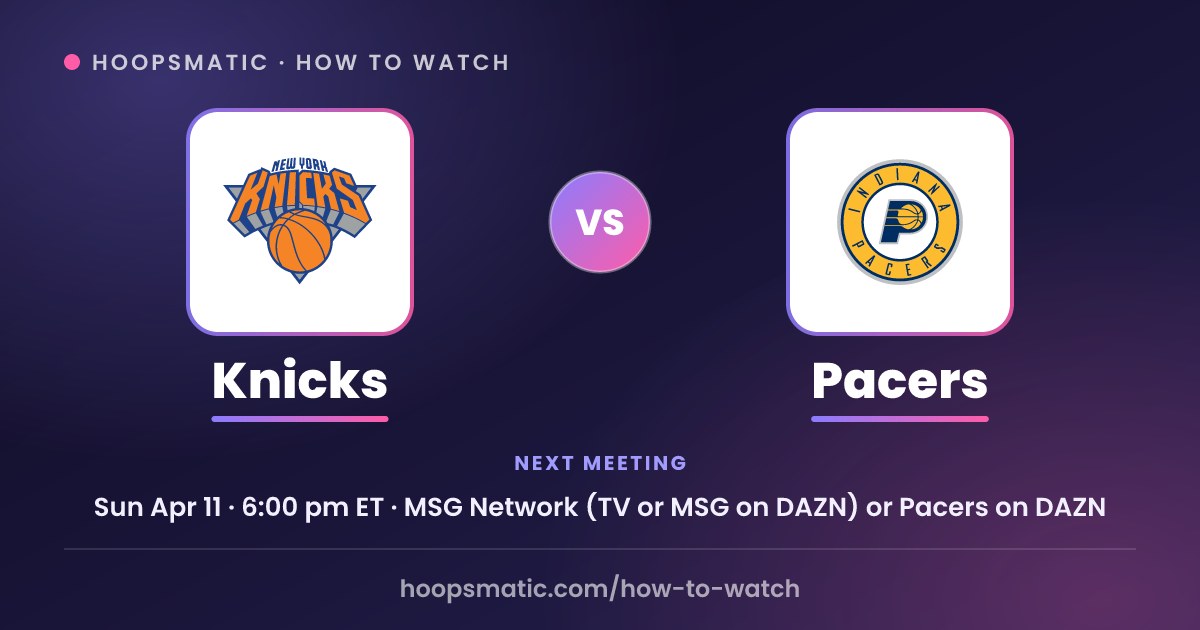 HOOPSMATIC · HOW TO WATCH
NEW YORK
KNICKS
VS
INDIANA
P
PACERS
Knicks
Pacers
NEXT MEETING
Sun Apr 11 · 6:00 pm ET · MSG Network (TV or MSG on DAZN) or Pacers on DAZN
hoopsmatic.com/how-to-watch